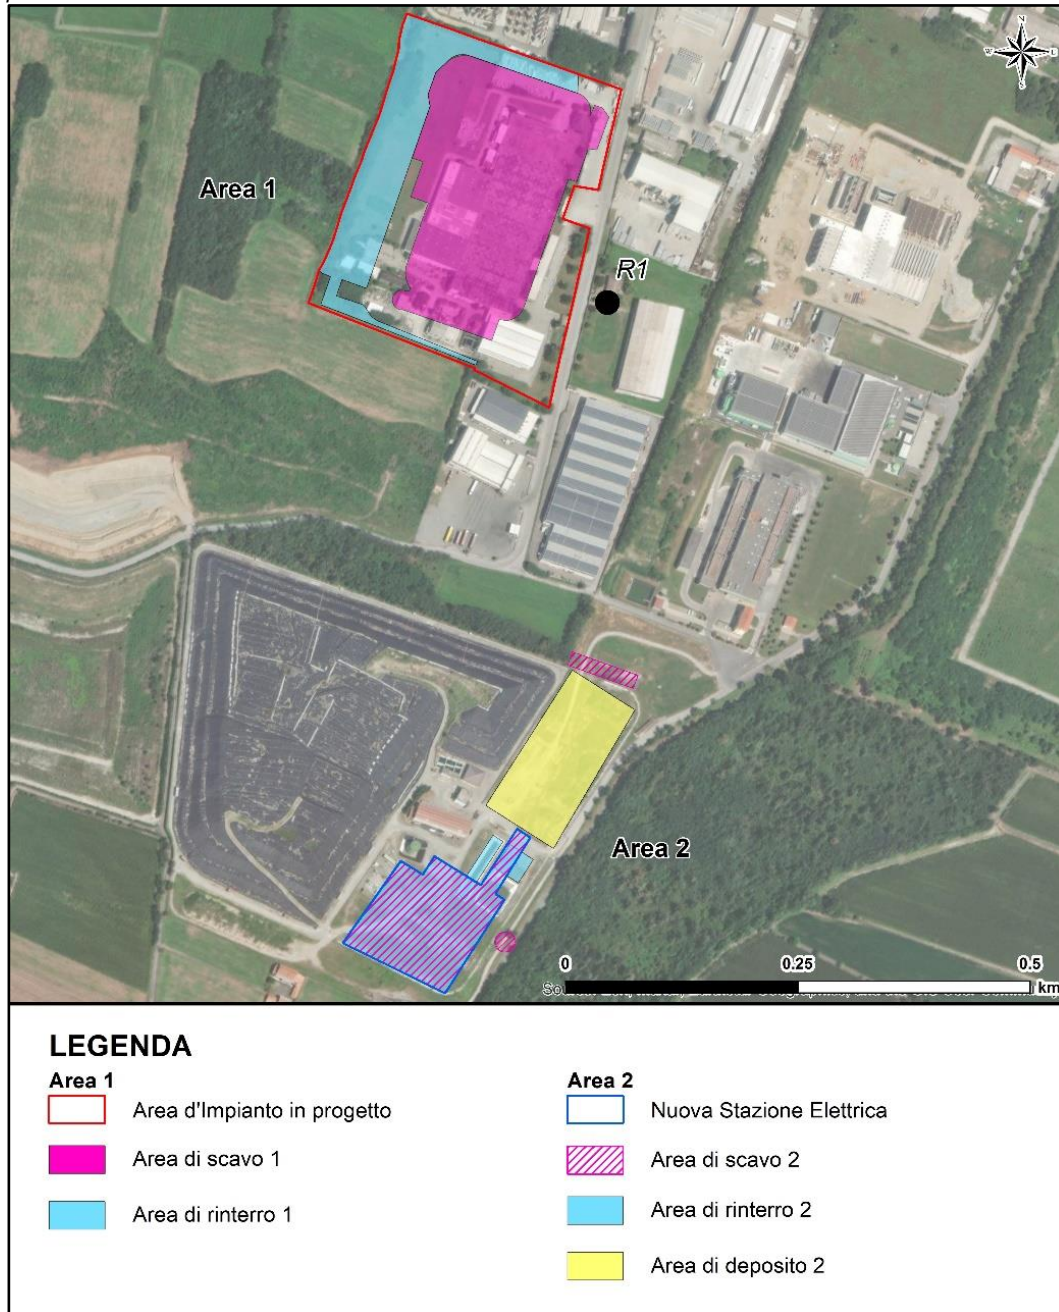 N
Area 1
R1
Area 2
0 0.25 0.5
km
LEGENDA
Area 1
Area d'Impianto in progetto
Area di scavo 1
Area di rinterro 1
Area 2
Nuova Stazione Elettrica
Area di scavo 2
Area di rinterro 2
Area di deposito 2